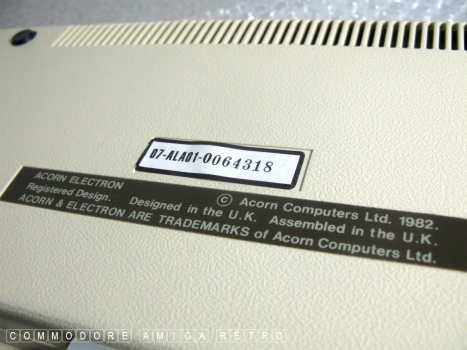 07-ALA01-0064318
ACORN ELECTRON © Acorn Computers Ltd. 1982.
Registered Design. Designed in the U.K. Assembled in the U.K.
ACORN & ELECTRON ARE TRADEMARKS of Acorn Computers Ltd.
COMMODORE AMIGA RETRO